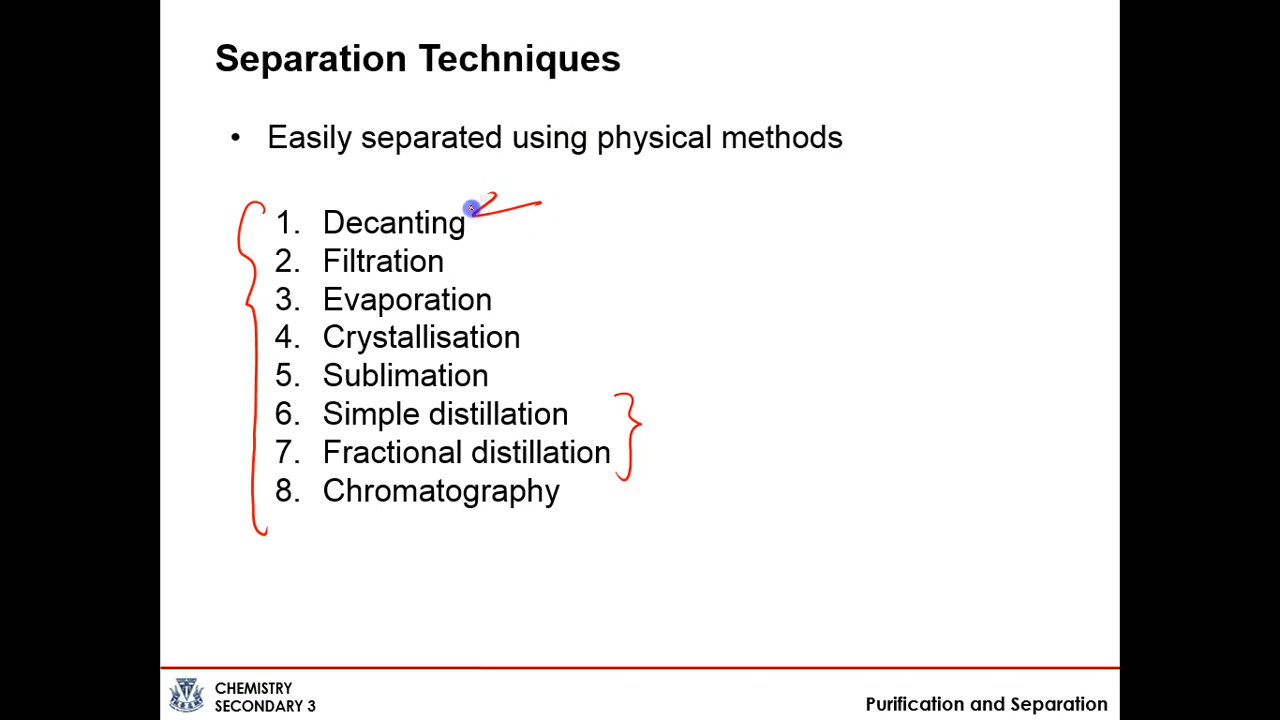 Separation Techniques
• Easily separated using physical methods
1. Decanting
2. Filtration
3. Evaporation
4. Crystallisation
5. Sublimation
6. Simple distillation
7. Fractional distillation
8. Chromatography
CHEMISTRY
SECONDARY 3
Purification and Separation